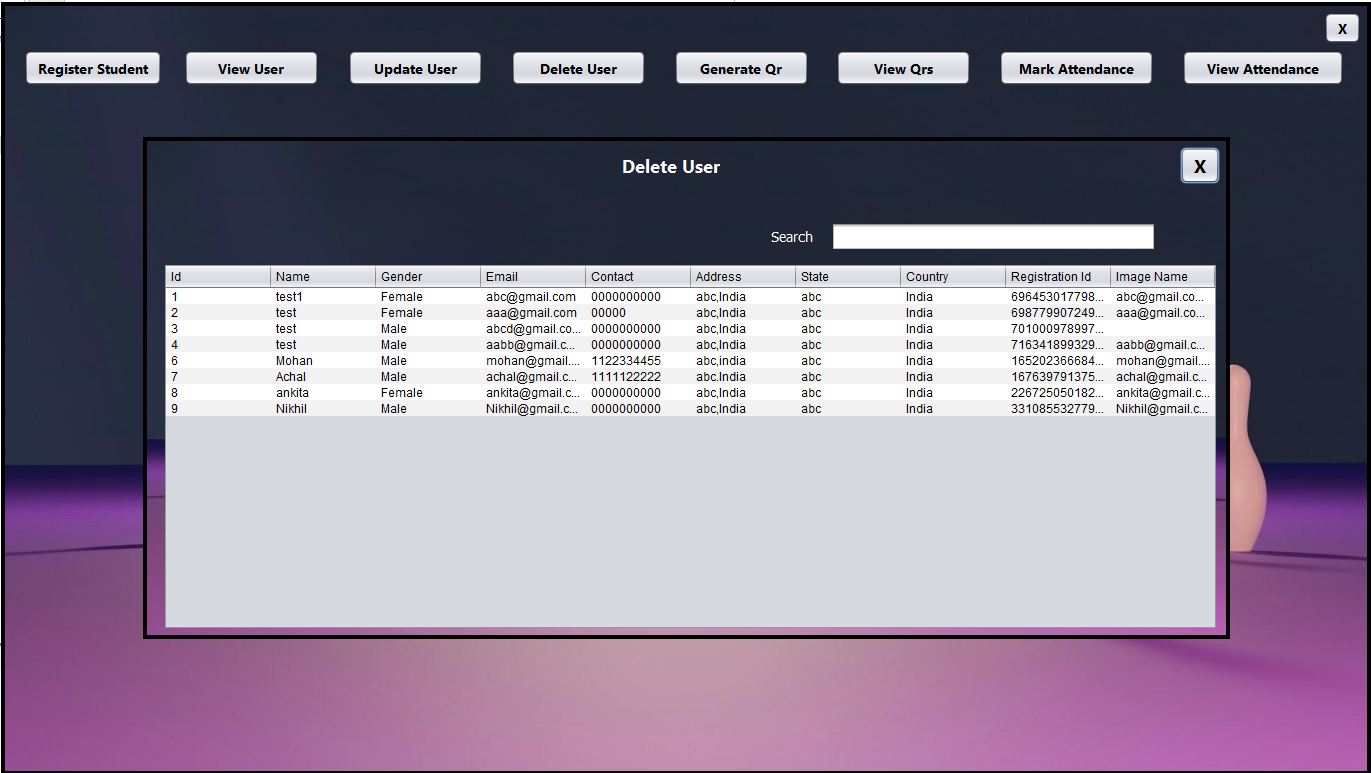 X
Register Student View User Update User Delete User Generate Qr View Qrs Mark Attendance View Attendance
Delete User X
Search
Id Name Gender Email Contact Address State Country Registration Id Image Name
1 test1 Female abc@gmail.com 0000000000 abc,India abc India 696453017798... abc@gmail.co...
2 test Female aaa@gmail.com 00000 abc,India abc India 698779907249... aaa@gmail.co...
3 test Male abcd@gmail.co... 0000000000 abc,India abc India 701000978997...
4 test Male aabb@gmail.c... 0000000000 abc,India abc India 716341899329... aabb@gmail.c...
6 Mohan Male mohan@gmail.... 1122334455 abc,India abc India 165202366684... mohan@gmail....
7 Achal Male achal@gmail.c... 1111122222 abc,India abc India 167639791375... achal@gmail.c...
8 ankita Female ankita@gmail.c... 0000000000 abc,India abc India 226725050182... ankita@gmail.c...
9 Nikhil Male Nikhil@gmail.c... 0000000000 abc,India abc India 331085532779... Nikhil@gmail.c...